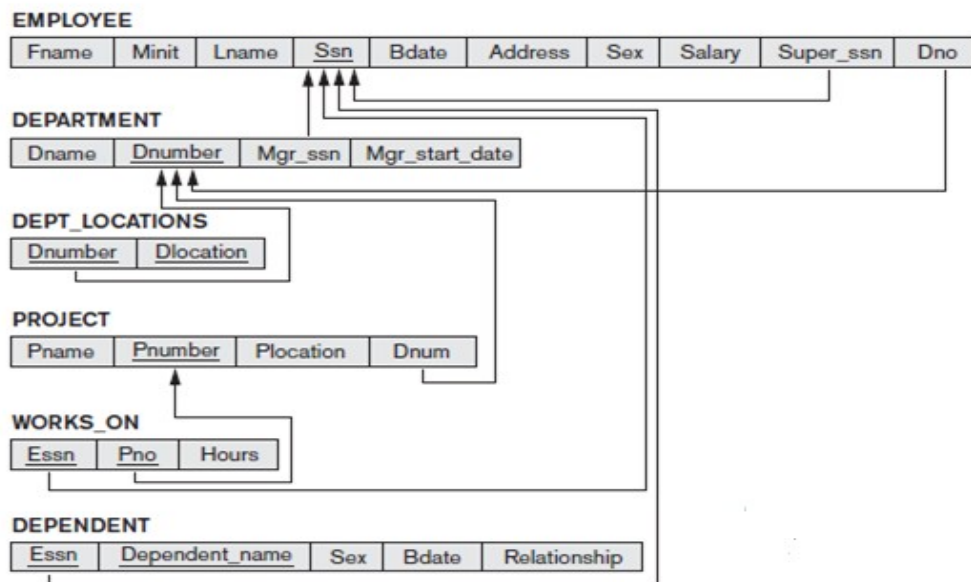 EMPLOYEE
Fname Minit Lname Ssn Bdate Address Sex Salary Super_ssn Dno
DEPARTMENT
Dname Dnumber Mgr_ssn Mgr_start_date
DEPT_LOCATIONS
Dnumber Dlocation
PROJECT
Pname Pnumber Plocation Dnum
WORKS_ON
Essn Pno Hours
DEPENDENT
Essn Dependent_name Sex Bdate Relationship